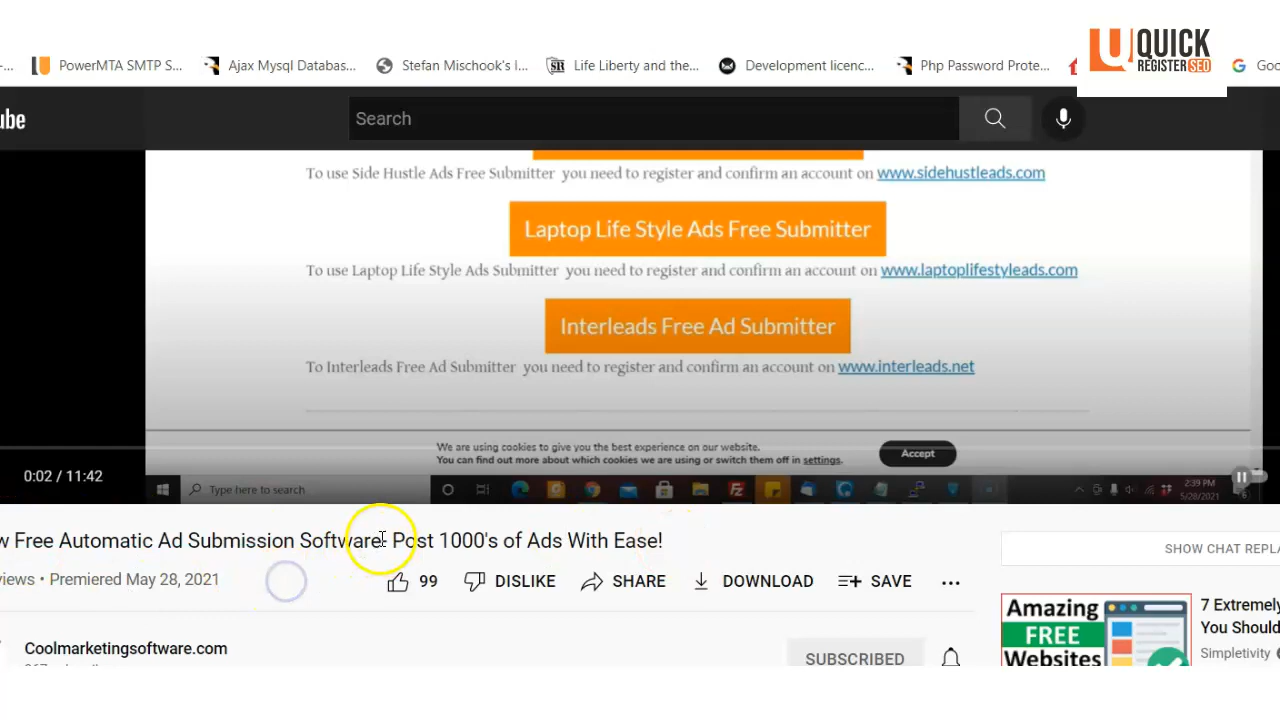 PowerMTA SMTP S...
Ajax Mysql Databas...
Stefan Mischook's I...
SR
Life Liberty and the...
Development licenc...
Php Password Prote...
U QUICK
REGISTER SEO
G Goo
ube
Search
To use Side Hustle Ads Free Submitter you need to register and confirm an account on www.sidehustleads.com
Laptop Life Style Ads Free Submitter
To use Laptop Life Style Ads Submitter you need to register and confirm an account on www.laptoplifestyleads.com
Interleads Free Ad Submitter
To Interleads Free Ad Submitter you need to register and confirm an account on www.interleads.net
We are using cookies to give you the best experience on our website.
You can find out more about which cookies we are using or switch them off in settings.
Accept
0:02 / 11:42
Type here to search
2:39 PM
5/28/2021
w Free Automatic Ad Submission Software- Post 1000's of Ads With Ease!
views • Premiered May 28, 2021
99
DISLIKE
SHARE
DOWNLOAD
SAVE
...
SHOW CHAT REPLA
Coolmarketingsoftware.com
SUBSCRIBED
Amazing
FREE
Websites
7 Extremely
You Should
Simpletivity